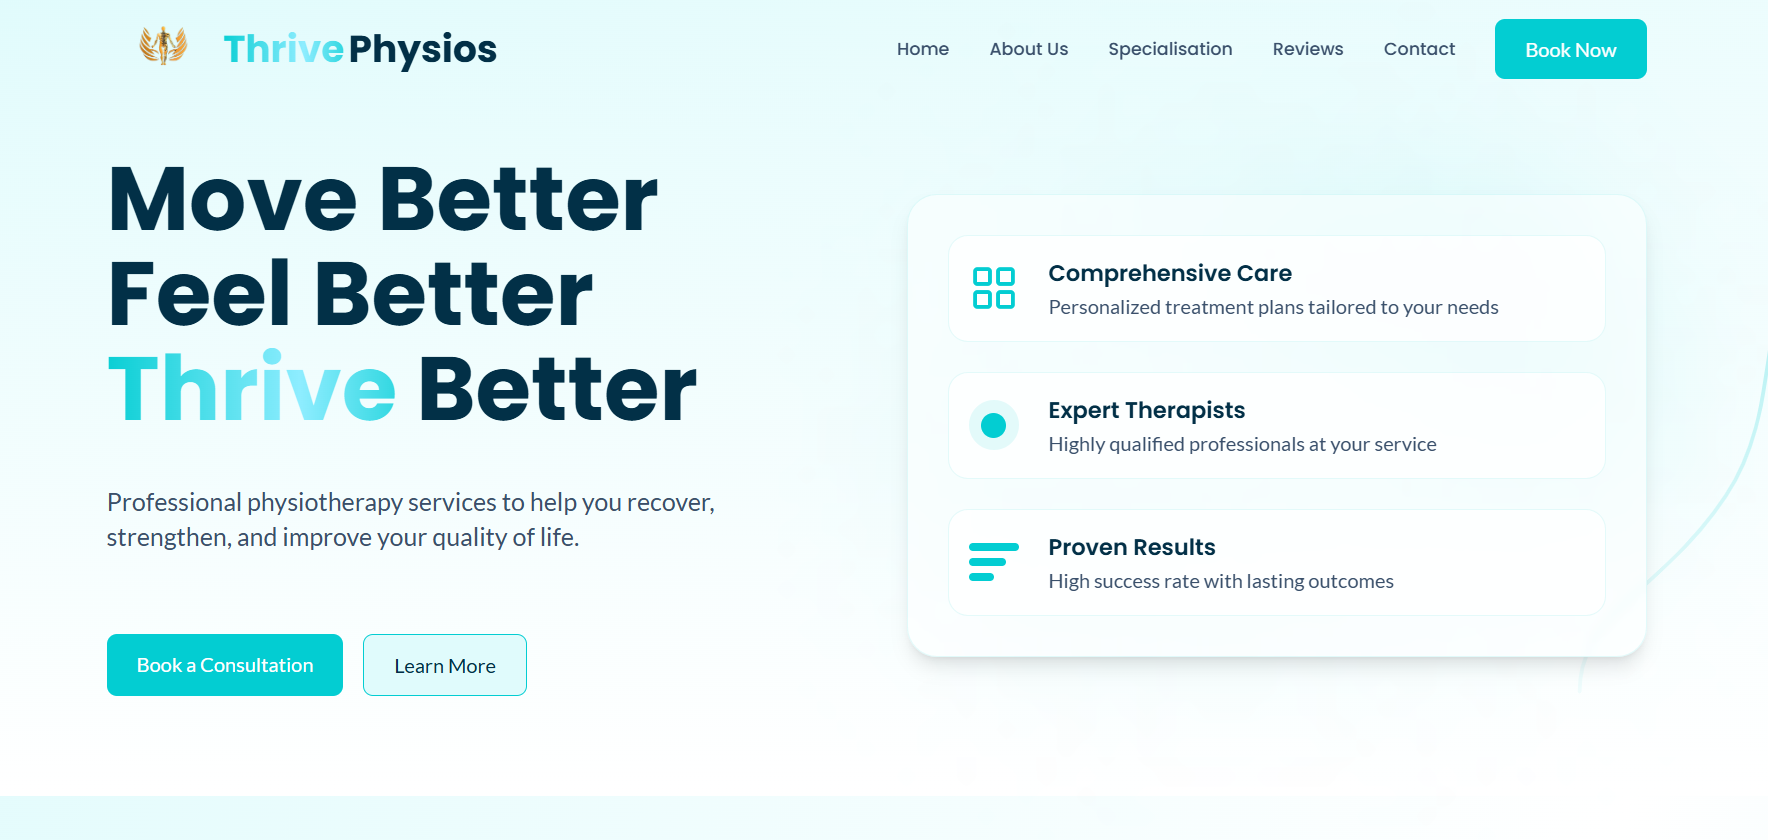 Thrive Physios
Home
About Us
Specialisation
Reviews
Contact
Book Now
Move Better
Feel Better
Thrive Better
Professional physiotherapy services to help you recover,
strengthen, and improve your quality of life.
Book a Consultation
Learn More
Comprehensive Care
Personalized treatment plans tailored to your needs
Expert Therapists
Highly qualified professionals at your service
Proven Results
High success rate with lasting outcomes